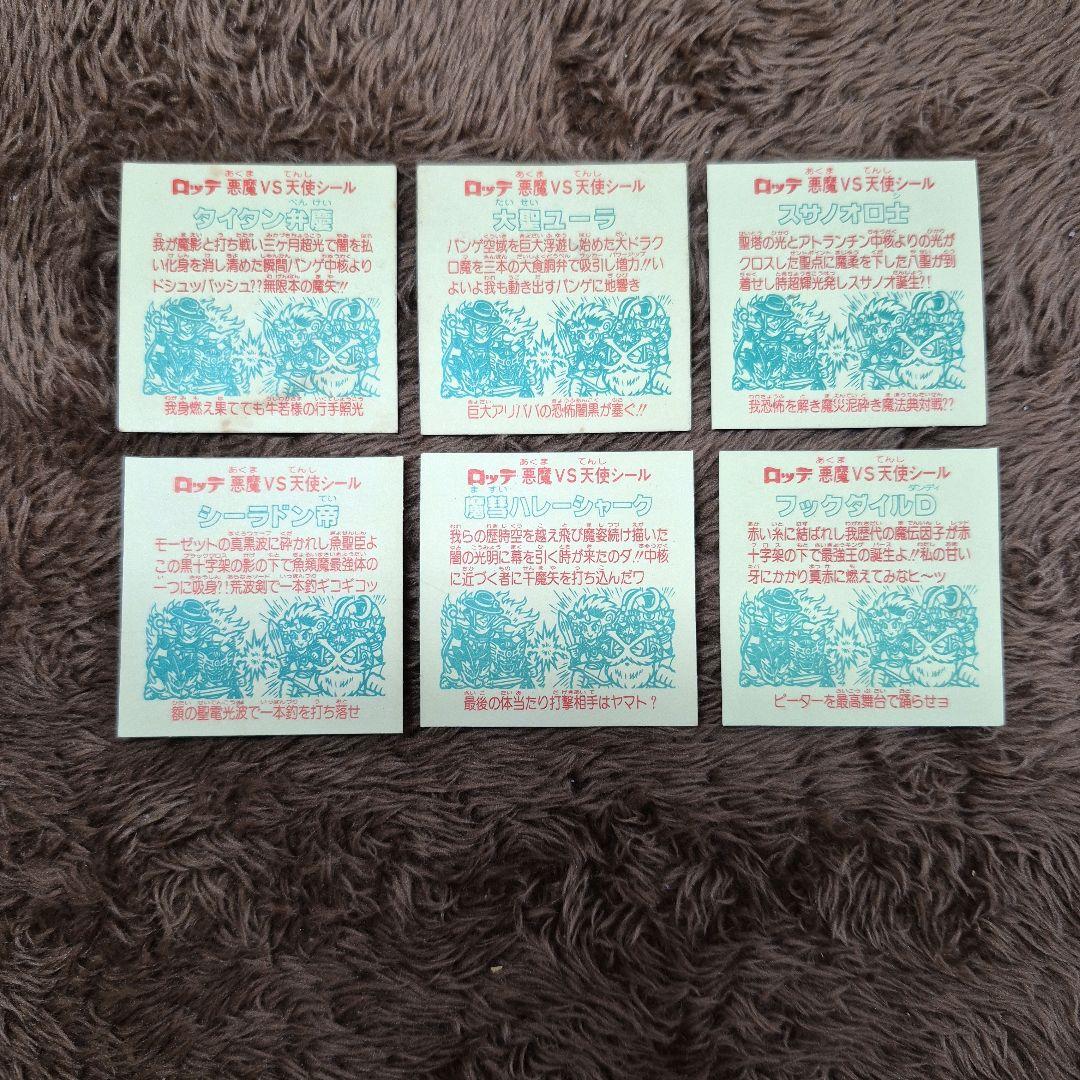 ロッテ 悪魔VS天使シール
タイタン弁慶
我が魔影と打ち戦い三ヶ月超光で闇を払
い化身を消し清めた瞬間パンゲ中核より
ドシュッパッシュ??無限本の魔矢!!
我身燃え果てても牛若様の行手照光
ロッテ 悪魔VS天使シール
大聖ユーラ
パンゲ空域を巨大浮遊し始めた大ドラク
ロ魔を三本の大食胴弁で吸引し増力!!い
よいよ我も動き出すパンゲに地響き
巨大アリババの恐怖闇黒が塞ぐ!!
ロッテ 悪魔VS天使シール
スサノオロ士
聖塔の光とアトランチン中核よりの光が
クロスした聖点に魔柔を下した八聖が到
着せし時超輝光発しスサノオ誕生?!
我恐怖を解き魔災泥砕き魔法典対戦??
ロッテ 悪魔VS天使シール
シーラドン帝
モーゼットの真黒波に砕かれし魚聖臣よ
この黒十字架の影の下で魚類魔最強体の
一つに吸身??荒波剣で一本釣ギコギコッ
額の聖竜光波で一本釣を打ち落せ
ロッテ 悪魔VS天使シール
魔彗ハレーシャーク
我らの歴時空を越え飛び魔姿続け描いた
闇の光明に幕を引く時が来たのダ!!中核
に近づく者に千魔矢を打ち込んだワ
最後の体当たり打撃相手はヤマト?
ロッテ 悪魔VS天使シール
フックダイルD
赤い糸に結ばれし我歴代の魔伝因子が赤
十字架の下で最強王の誕生よ!!私の甘い
牙にかかり真赤に燃えてみなヒ〜ッ
ピーターを最高舞台で踊らせョ